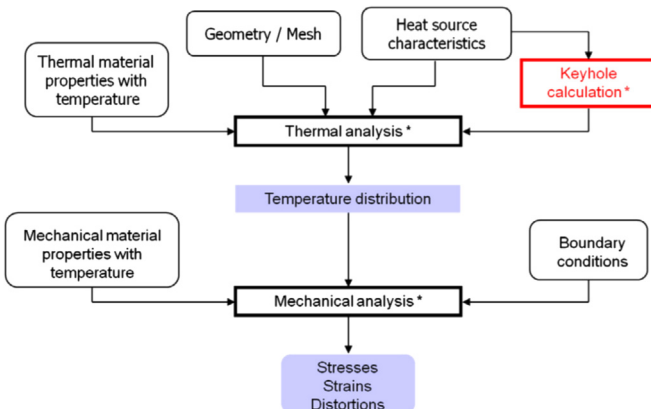 Geometry / Mesh
Heat source
characteristics
Thermal material
properties with
temperature
Keyhole
calculation *
Thermal analysis *
Temperature distribution
Mechanical material
properties with
temperature
Boundary
conditions
Mechanical analysis *
Stresses
Strains
Distortions